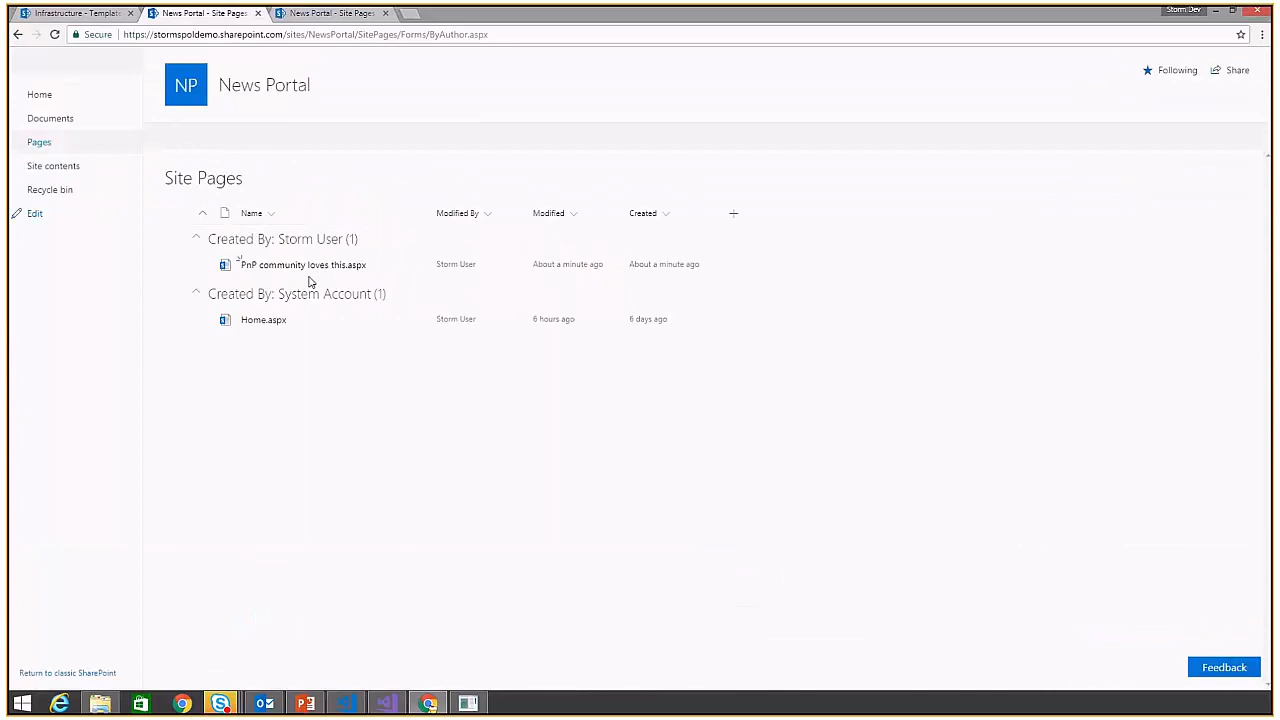 Infrastructure - Templat
News Portal - Site Pages
News Portal - Site Pages
Storm Dev
Secure
https://stormspoldemo.sharepoint.com/sites/NewsPortal/SitePages/Forms/ByAuthor.aspx
NP
News Portal
Following
Share
Home
Documents
Pages
Site contents
Recycle bin
Edit
Site Pages
Name Modified By Modified Created
Created By: Storm User (1)
PnP community loves this.aspx Storm User About a minute ago About a minute ago
Created By: System Account (1)
Home.aspx Storm User 6 hours ago 6 days ago
Return to classic SharePoint
Feedback